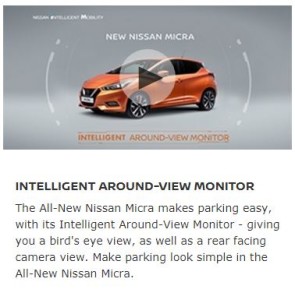 NISSAN INTELLIGENT MOBILITY
NEW NISSAN MICRA
INTELLIGENT AROUND-VIEW MONITOR
INTELLIGENT AROUND-VIEW MONITOR
The All-New Nissan Micra makes parking easy,
with its Intelligent Around-View Monitor - giving
you a bird's eye view, as well as a rear facing
camera view. Make parking look simple in the
All-New Nissan Micra.